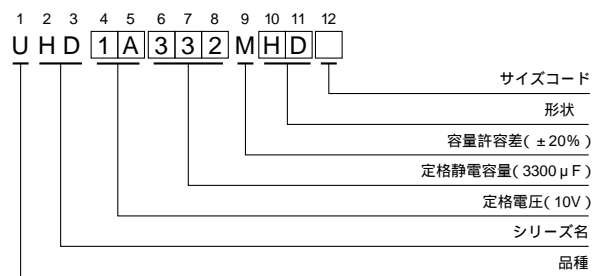 1 2 3 4 5 6 7 8 9 10 11 12
U H D 1 A 3 3 2 M H D
サイズコード
形状
容量許容差(±20%)
定格静電容量(3300μF)
定格電圧(10V)
シリーズ名
品種